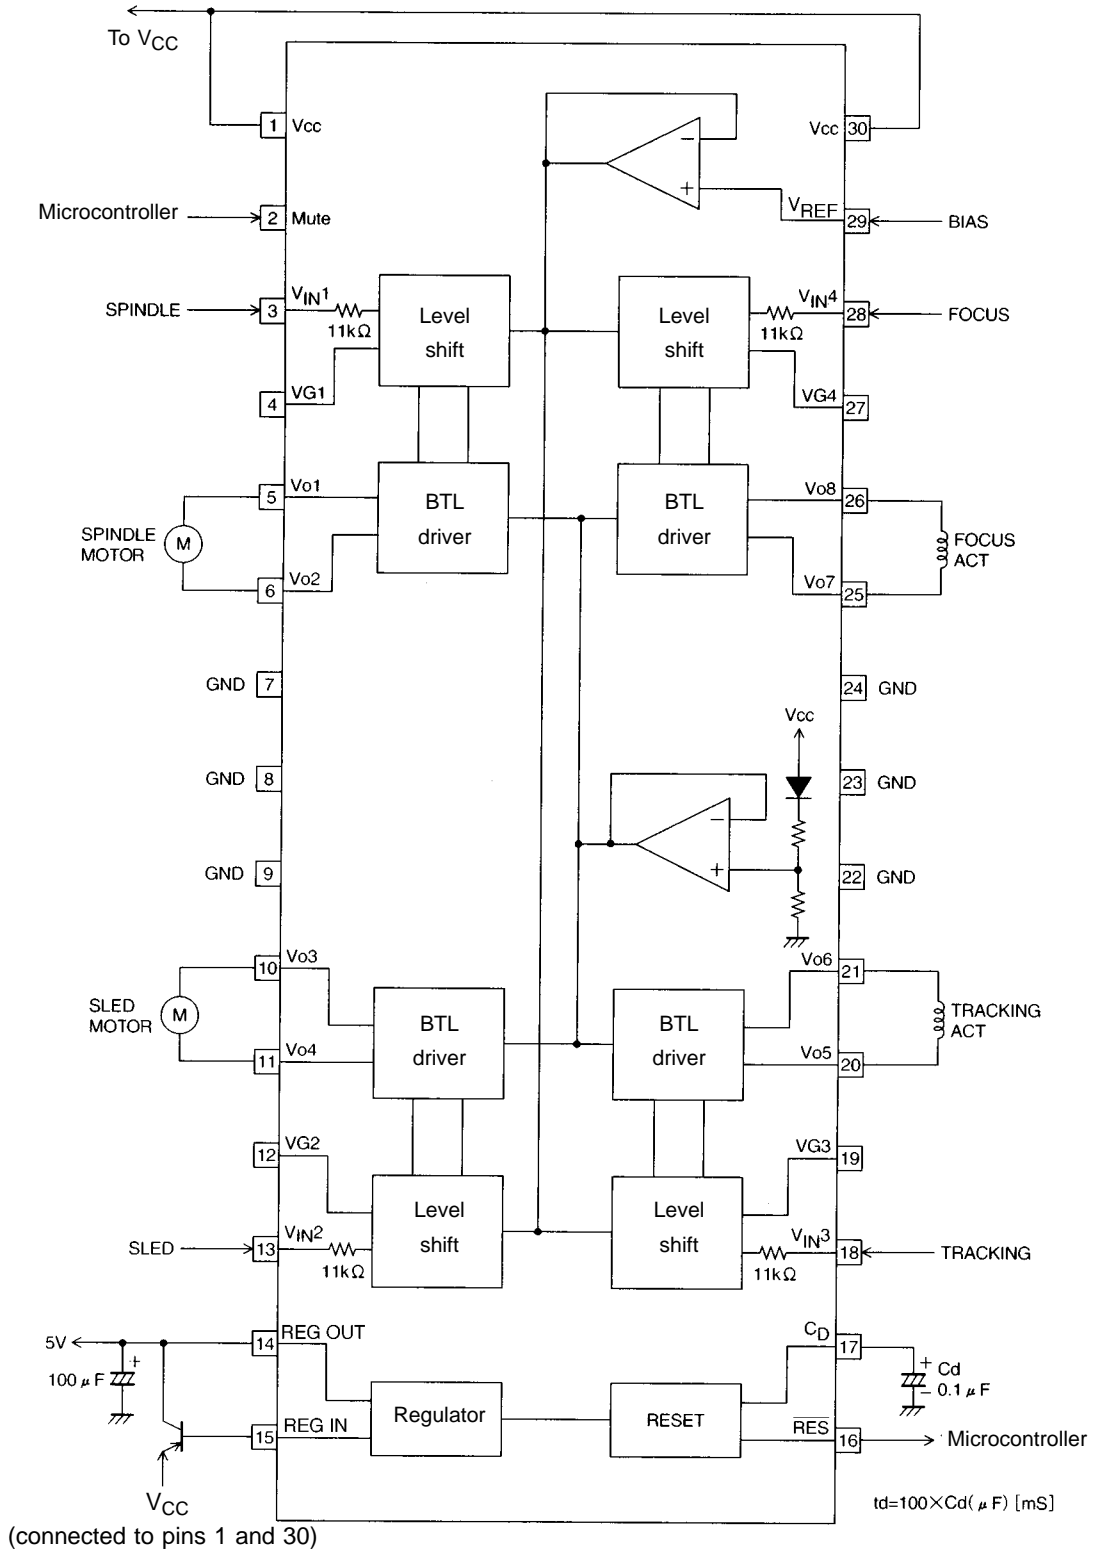 To VCC
1 Vcc
Vcc 30
Microcontroller 2 Mute
VREF 29 BIAS
SPINDLE 3 VIN1
11kΩ
Level shift
Level shift
VIN4 28 FOCUS
11kΩ
4 VG1
VG4 27
5 Vo1
BTL driver
BTL driver
Vo8 26
SPINDLE MOTOR M
FOCUS ACT
6 Vo2
Vo7 25
GND 7
24 GND
Vcc
GND 8
23 GND
GND 9
22 GND
− +
− +
10 Vo3
Vo6 21
SLED MOTOR M
BTL driver
BTL driver
TRACKING ACT
11 Vo4
Vo5 20
12 VG2
VG3 19
Level shift
Level shift
SLED 13 VIN2
11kΩ
VIN3 18 TRACKING
11kΩ
5V 14 REG OUT
CD 17
+
100 μF
+ Cd
− 0.1 μF
Regulator
RESET
15 REG IN
RES 16 Microcontroller
VCC
(connected to pins 1 and 30)
td=100×Cd(μF) [mS]